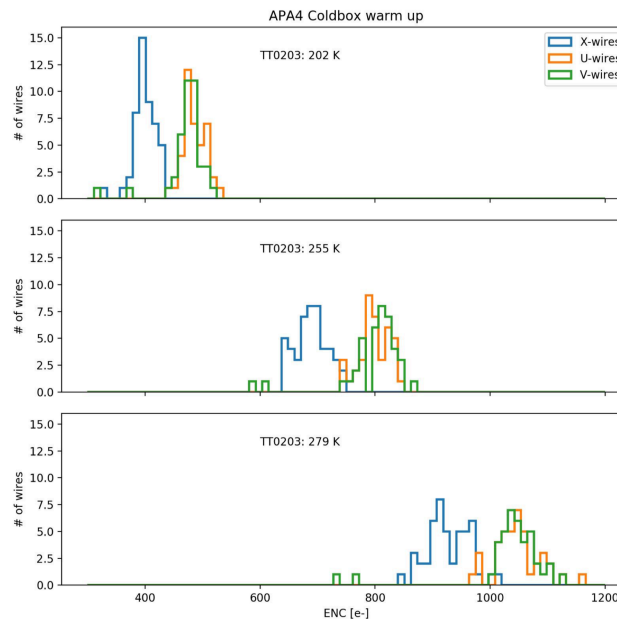 APA4 Coldbox warm up
15.0
12.5
10.0
7.5
5.0
2.5
0.0
# of wires
TT0203: 202 K
X-wires
U-wires
V-wires
15.0
12.5
10.0
7.5
5.0
2.5
0.0
# of wires
TT0203: 255 K
15.0
12.5
10.0
7.5
5.0
2.5
0.0
# of wires
TT0203: 279 K
400 600 800 1000 1200
ENC [e-]